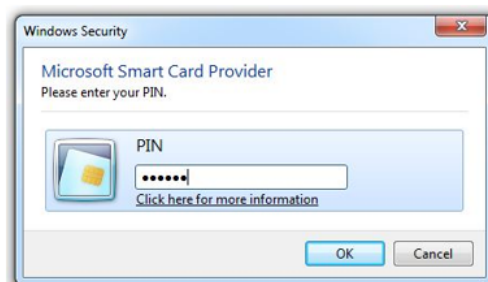 Windows Security
Microsoft Smart Card Provider
Please enter your PIN.
PIN
••••••
Click here for more information
OK
Cancel